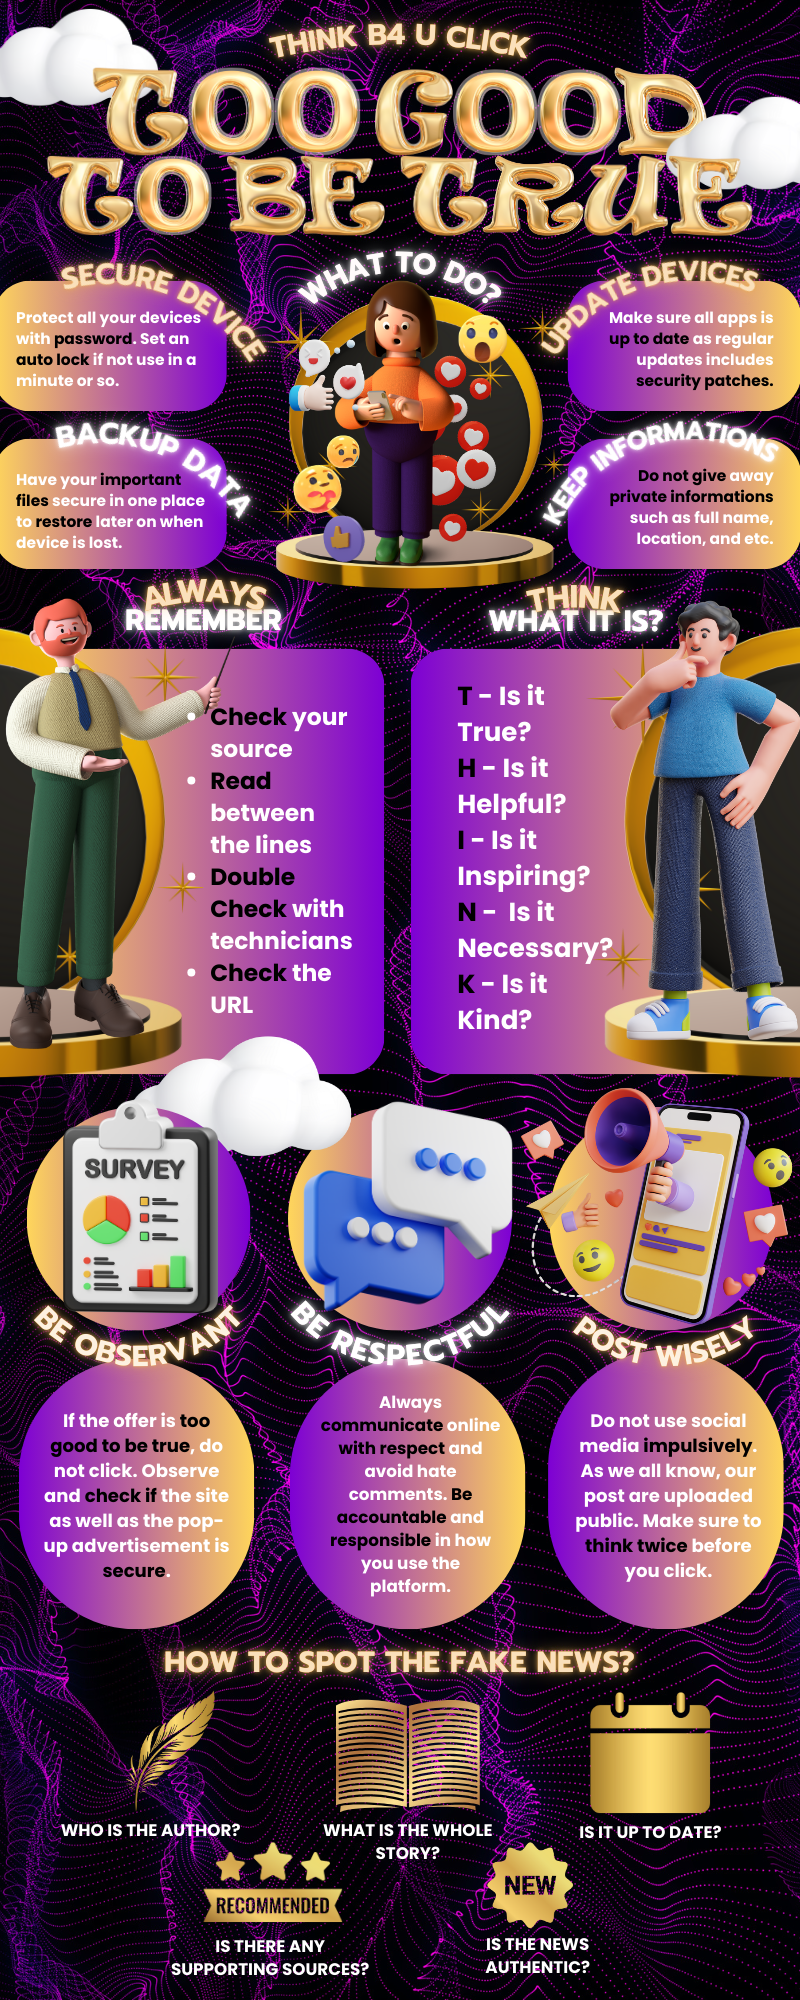 THINK B4 U CLICK
TOO GOOD
TO BE TRUE
WHAT TO DO?
SECURE DEVICE
Protect all your devices
with password. Set an
auto lock if not use in a
minute or so.
UPDATE DEVICES
Make sure all apps is
up to date as regular
updates includes
security patches.
BACKUP DATA
Have your important
files secure in one place
to restore later on when
device is lost.
KEEP INFORMATIONS
Do not give away
private informations
such as full name,
location, and etc.
ALWAYS
REMEMBER
• Check your
source
• Read
between
the lines
• Double
Check with
technicians
• Check the
URL
THINK
WHAT IT IS?
T - Is it
True?
H - Is it
Helpful?
I - Is it
Inspiring?
N - Is it
Necessary?
K - Is it
Kind?
SURVEY
BE OBSERVANT
If the offer is too
good to be true, do
not click. Observe
and check if the site
as well as the pop-
up advertisement is
secure.
BE RESPECTFUL
Always
communicate online
with respect and
avoid hate
comments. Be
accountable and
responsible in how
you use the
platform.
POST WISELY
Do not use social
media impulsively.
As we all know, our
post are uploaded
public. Make sure to
think twice before
you click.
HOW TO SPOT THE FAKE NEWS?
WHO IS THE AUTHOR?
WHAT IS THE WHOLE
STORY?
IS IT UP TO DATE?
RECOMMENDED
IS THERE ANY
SUPPORTING SOURCES?
NEW
IS THE NEWS
AUTHENTIC?